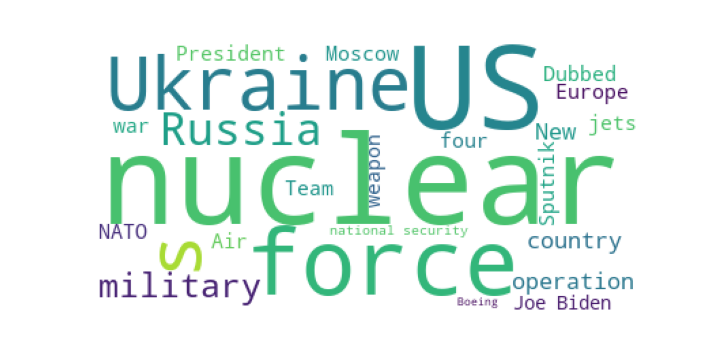 President Moscow
Ukraine US
Dubbed
Europe
war Russia four New jets
nuclear
weapon
Sputnik
Team
NATO Air national security
s force country
military operation
Boeing Joe Biden